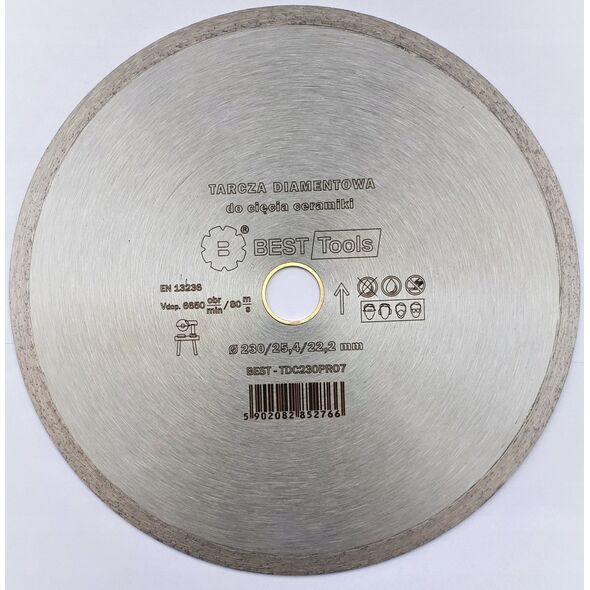 TARCZA DIAMENTOWA
do cięcia ceramiki
B ® BEST Tools
EN 13236
Vdop. 6650 obr/min / 80 m/s
Ø 230/25,4/22,2 mm
BEST - TDC230PRO7
5 902082 852766